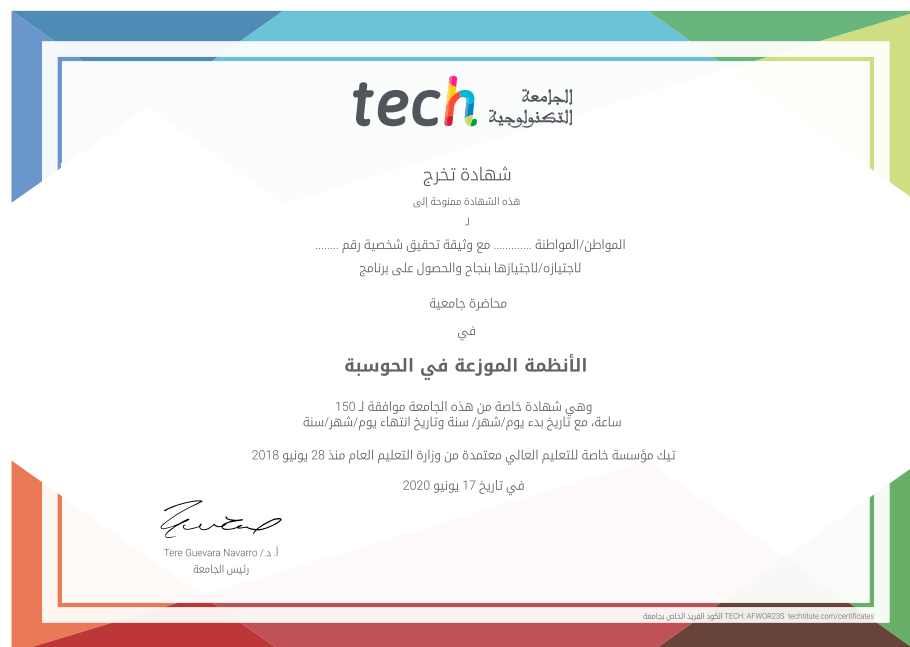 tech الجامعة
التكنولوجية
شهادة تخرج
هذه الشهادة ممنوحة إلى
لـ
المواطن/المواطنة ............. مع وثيقة تحقيق شخصية رقم ........
لاجتيازه/لاجتيازها بنجاح والحصول على برنامج
محاضرة جامعية
في
الأنظمة الموزعة في الحوسبة
وهي شهادة خاصة من هذه الجامعة موافقة لـ 150
ساعة، مع تاريخ بدء يوم/شهر/ سنة وتاريخ انتهاء يوم/شهر/سنة
تيك مؤسسة خاصة للتعليم العالي معتمدة من وزارة التعليم العام منذ 28 يونيو 2018
في تاريخ 17 يونيو 2020
أ. د./ Tere Guevara Navarro
رئيس الجامعة
الكود الفريد الخاص بجامعة TECH: AFWOR23S techtitute.com/certificates